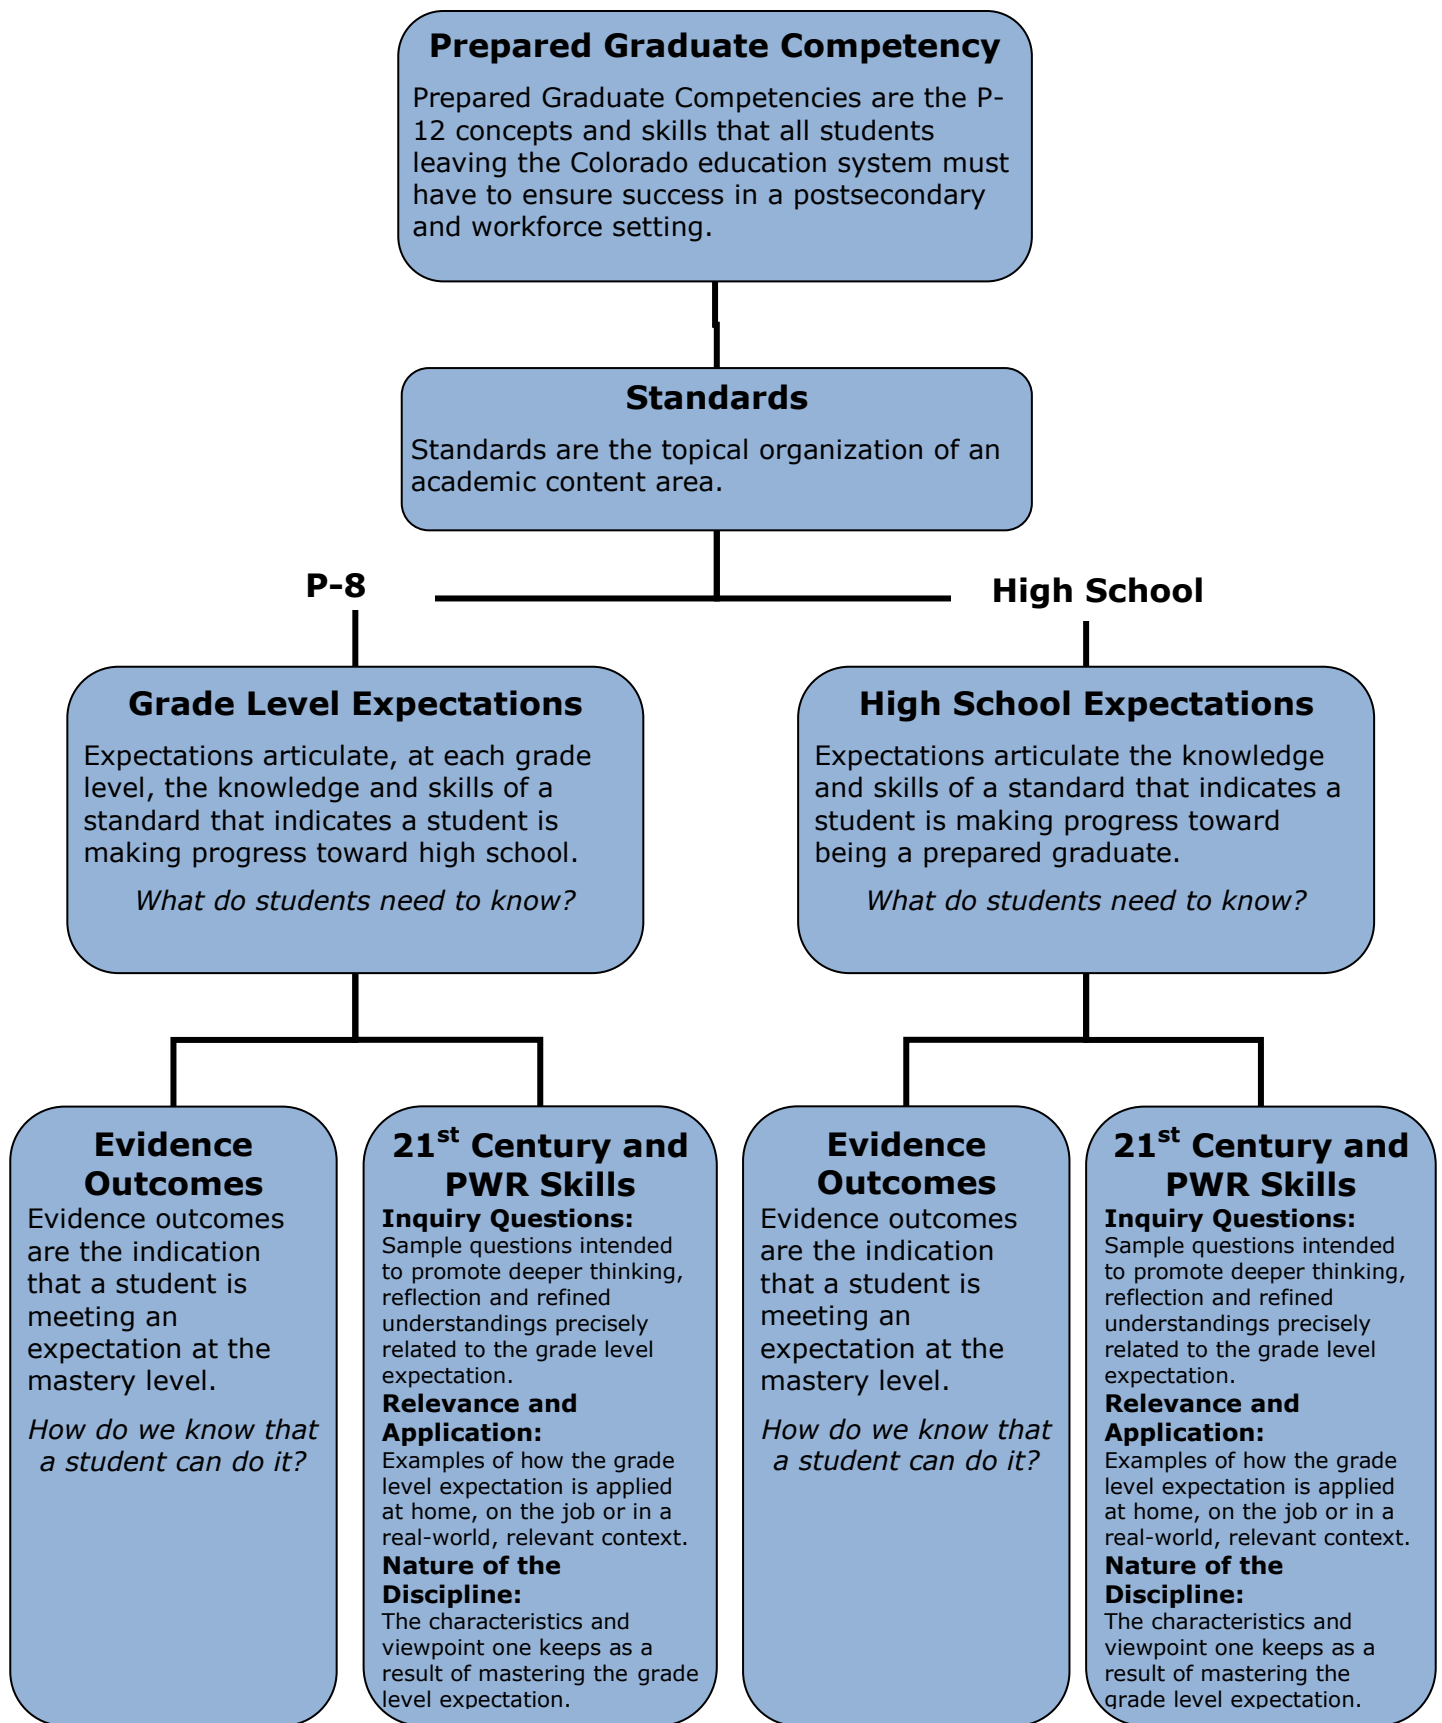 Prepared Graduate Competency
Prepared Graduate Competencies are the P-
12 concepts and skills that all students
leaving the Colorado education system must
have to ensure success in a postsecondary
and workforce setting.
Standards
Standards are the topical organization of an
academic content area.
P-8
High School
Grade Level Expectations
Expectations articulate, at each grade
level, the knowledge and skills of a
standard that indicates a student is
making progress toward high school.
What do students need to know?
High School Expectations
Expectations articulate the knowledge
and skills of a standard that indicates a
student is making progress toward
being a prepared graduate.
What do students need to know?
Evidence
Outcomes
Evidence outcomes
are the indication
that a student is
meeting an
expectation at the
mastery level.
How do we know that
a student can do it?
21st Century and
PWR Skills
Inquiry Questions:
Sample questions intended
to promote deeper thinking,
reflection and refined
understandings precisely
related to the grade level
expectation.
Relevance and
Application:
Examples of how the grade
level expectation is applied
at home, on the job or in a
real-world, relevant context.
Nature of the
Discipline:
The characteristics and
viewpoint one keeps as a
result of mastering the grade
level expectation.
Evidence
Outcomes
Evidence outcomes
are the indication
that a student is
meeting an
expectation at the
mastery level.
How do we know that
a student can do it?
21st Century and
PWR Skills
Inquiry Questions:
Sample questions intended
to promote deeper thinking,
reflection and refined
understandings precisely
related to the grade level
expectation.
Relevance and
Application:
Examples of how the grade
level expectation is applied
at home, on the job or in a
real-world, relevant context.
Nature of the
Discipline:
The characteristics and
viewpoint one keeps as a
result of mastering the
grade level expectation.